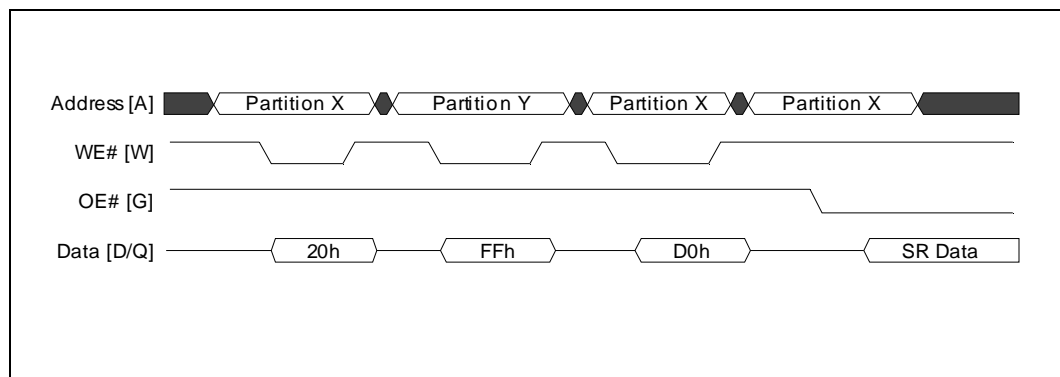 Address [A] Partition X Partition Y Partition X Partition X
WE# [W]
OE# [G]
Data [D/Q] 20h FFh D0h SR Data